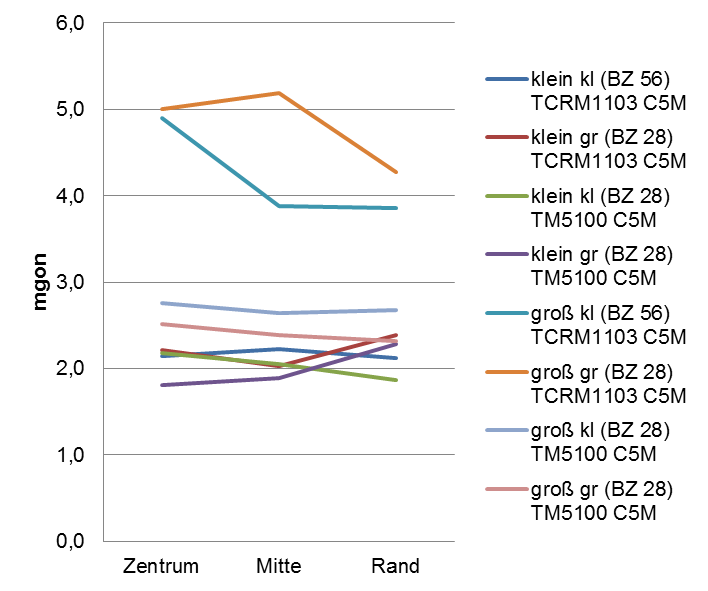 6,0
5,0
4,0
3,0
2,0
1,0
0,0
mgon
Zentrum Mitte Rand
klein kl (BZ 56)
TCRM1103 C5M
klein gr (BZ 28)
TCRM1103 C5M
klein kl (BZ 28)
TM5100 C5M
klein gr (BZ 28)
TM5100 C5M
groß kl (BZ 56)
TCRM1103 C5M
groß gr (BZ 28)
TCRM1103 C5M
groß kl (BZ 28)
TM5100 C5M
groß gr (BZ 28)
TM5100 C5M